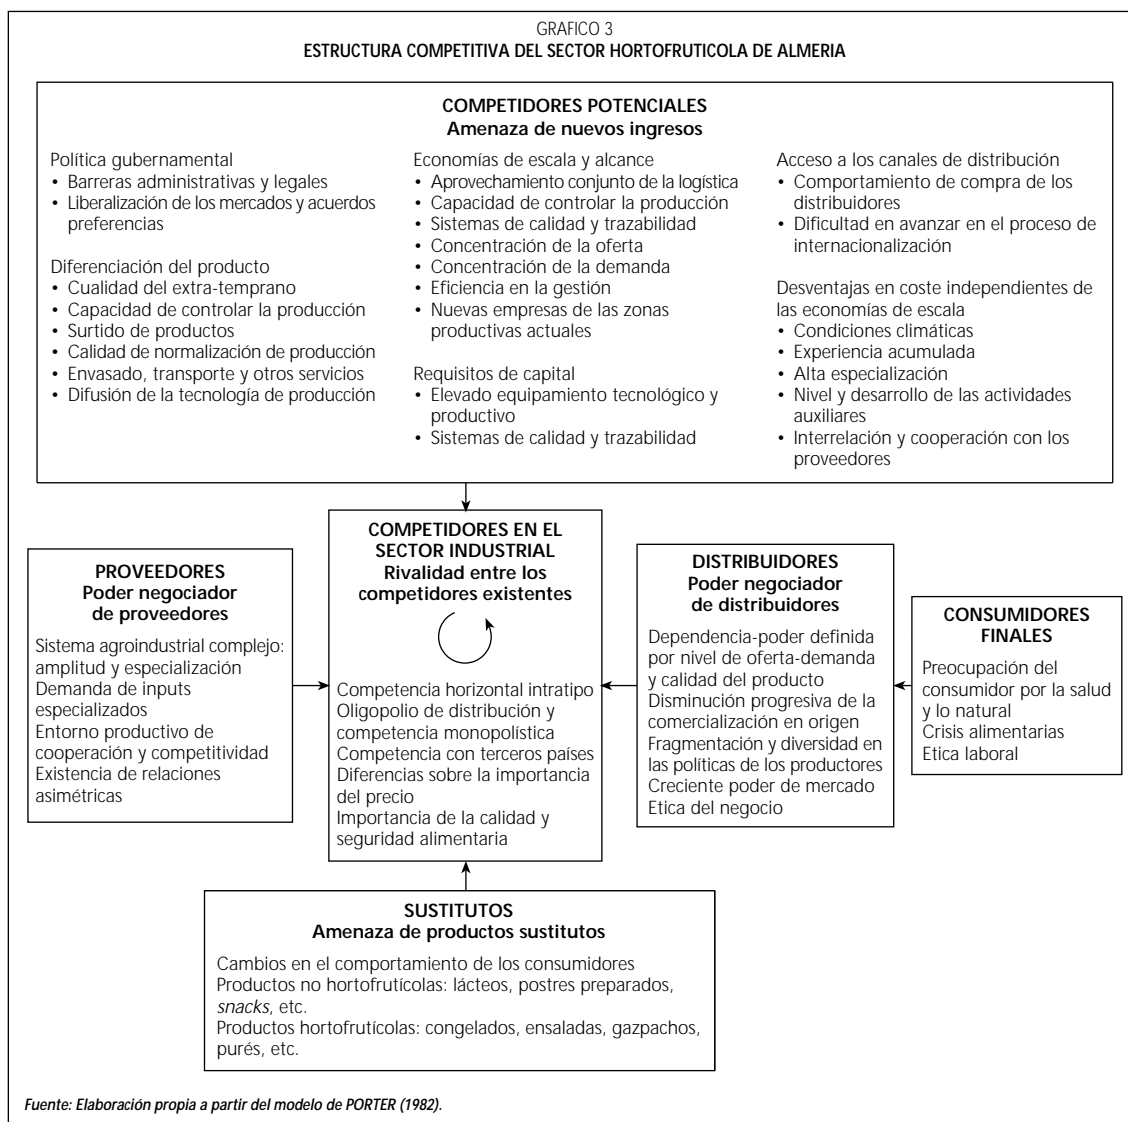 GRAFICO 3
ESTRUCTURA COMPETITIVA DEL SECTOR HORTOFRUTICOLA DE ALMERIA
COMPETIDORES POTENCIALES
Amenaza de nuevos ingresos
Política gubernamental
• Barreras administrativas y legales
• Liberalización de los mercados y acuerdos
preferencias
Diferenciación del producto
• Cualidad del extra-temprano
• Capacidad de controlar la producción
• Surtido de productos
• Calidad de normalización de producción
• Envasado, transporte y otros servicios
• Difusión de la tecnología de producción
Economías de escala y alcance
• Aprovechamiento conjunto de la logística
• Capacidad de controlar la producción
• Sistemas de calidad y trazabilidad
• Concentración de la oferta
• Concentración de la demanda
• Eficiencia en la gestión
• Nuevas empresas de las zonas
productivas actuales
Requisitos de capital
• Elevado equipamiento tecnológico y
productivo
• Sistemas de calidad y trazabilidad
Acceso a los canales de distribución
• Comportamiento de compra de los
distribuidores
• Dificultad en avanzar en el proceso de
internacionalización
Desventajas en coste independientes de
las economías de escala
• Condiciones climáticas
• Experiencia acumulada
• Alta especialización
• Nivel y desarrollo de las actividades
auxiliares
• Interrelación y cooperación con los
proveedores
PROVEEDORES
Poder negociador
de proveedores
Sistema agroindustrial complejo:
amplitud y especialización
Demanda de inputs
especializados
Entorno productivo de
cooperación y competitividad
Existencia de relaciones
asimétricas
COMPETIDORES EN EL
SECTOR INDUSTRIAL
Rivalidad entre los
competidores existentes
Competencia horizontal intratipo
Oligopolio de distribución y
competencia monopolística
Competencia con terceros países
Diferencias sobre la importancia
del precio
Importancia de la calidad y
seguridad alimentaria
DISTRIBUIDORES
Poder negociador
de distribuidores
Dependencia-poder definida
por nivel de oferta-demanda
y calidad del producto
Disminución progresiva de la
comercialización en origen
Fragmentación y diversidad en
las políticas de los productores
Creciente poder de mercado
Etica del negocio
CONSUMIDORES
FINALES
Preocupación del
consumidor por la salud
y lo natural
Crisis alimentarias
Etica laboral
SUSTITUTOS
Amenaza de productos sustitutos
Cambios en el comportamiento de los consumidores
Productos no hortofrutícolas: lácteos, postres preparados,
snacks, etc.
Productos hortofrutícolas: congelados, ensaladas, gazpachos,
purés, etc.
Fuente: Elaboración propia a partir del modelo de PORTER (1982).